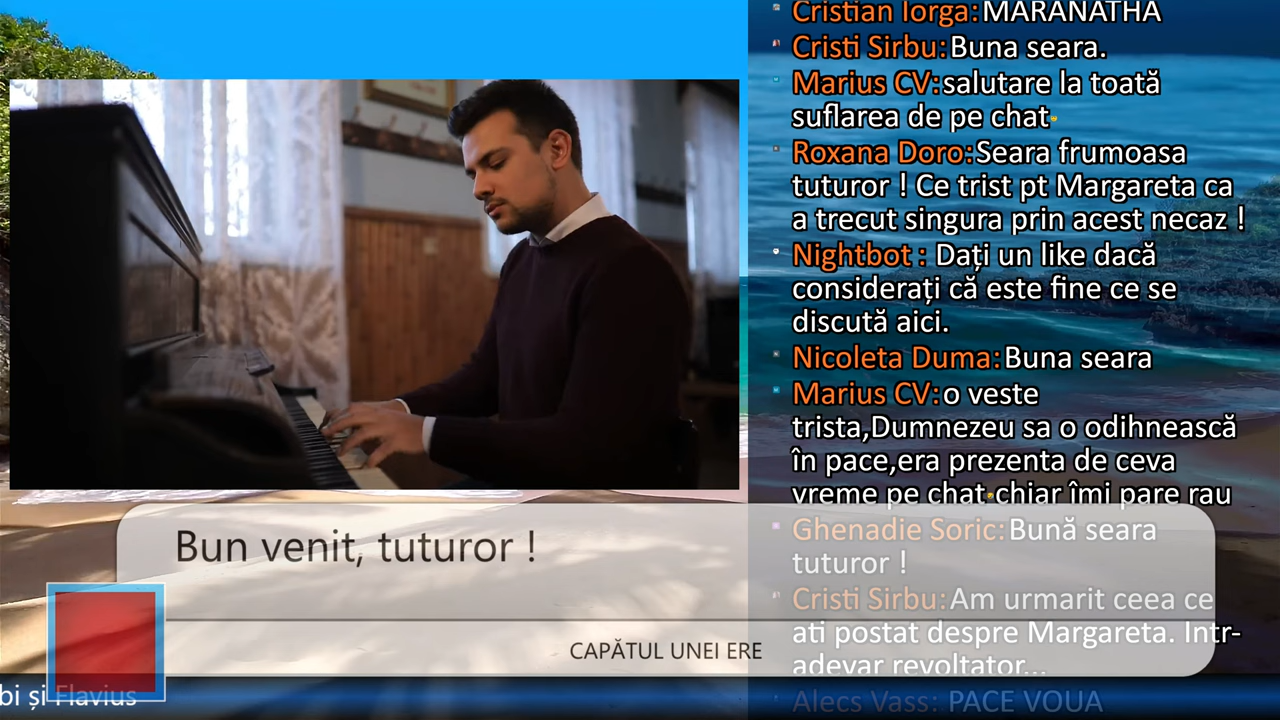 Cristian Iorga: MARANATHA
Cristi Sirbu: Buna seara.
Marius CV: salutare la toată
suflarea de pe chat
Roxana Doro: Seara frumoasa
tuturor ! Ce trist pt Margareta ca
a trecut singura prin acest necaz !
Nightbot : Dați un like dacă
considerați că este fine ce se
discută aici.
Nicoleta Duma: Buna seara
Marius CV: o veste
trista,Dumnezeu sa o odihnească
în pace,era prezenta de ceva
vreme pe chat chiar îmi pare rau
Ghenadie Soric: Bună seara
tuturor !
Cristi Sirbu: Am urmarit ceea ce
ati postat despre Margareta. Intr-
adevar revoltator...
Alecs Vass: PACE VOUA
Bun venit, tuturor !
CAPĂTUL UNEI ERE
bi și Flavius